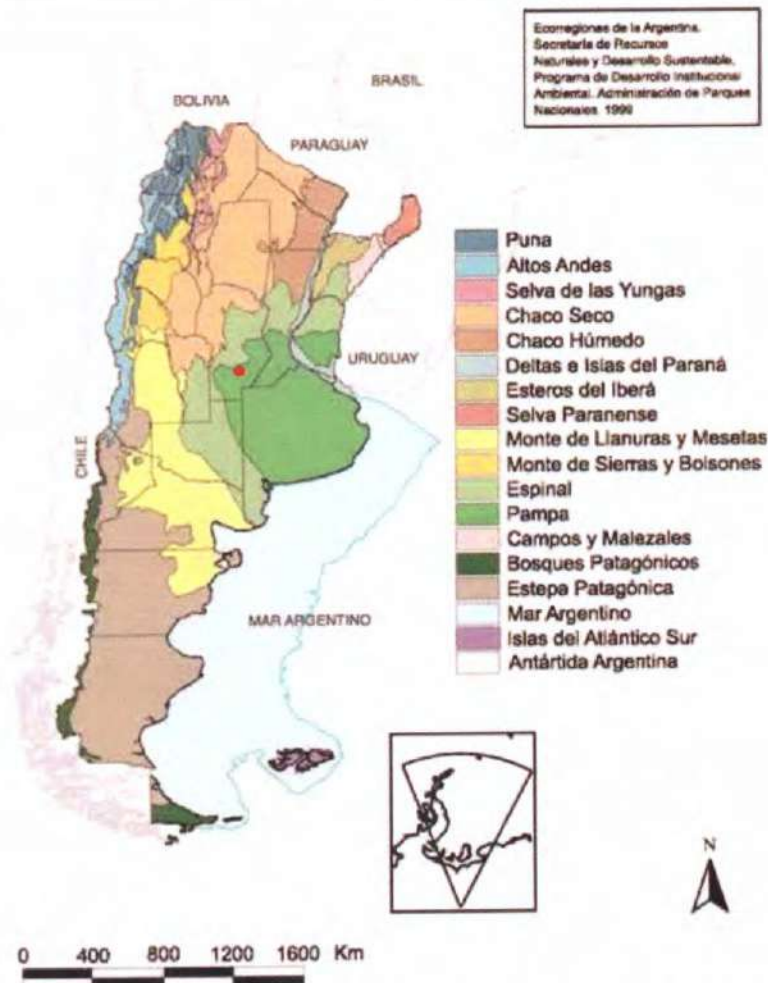 Ecorregiones de la Argentina.
Secretaría de Recursos
Naturales y Desarrollo Sustentable.
Programa de Desarrollo Institucional
Ambiental. Administración de Parques
Nacionales. 1999
BRASIL
BOLIVIA
PARAGUAY
URUGUAY
CHILE
MAR ARGENTINO
Puna
Altos Andes
Selva de las Yungas
Chaco Seco
Chaco Húmedo
Deltas e Islas del Paraná
Esteros del Iberá
Selva Paranense
Monte de Llanuras y Mesetas
Monte de Sierras y Bolsones
Espinal
Pampa
Campos y Malezales
Bosques Patagónicos
Estepa Patagónica
Mar Argentino
Islas del Atlántico Sur
Antártida Argentina
N
0 400 800 1200 1600 Km